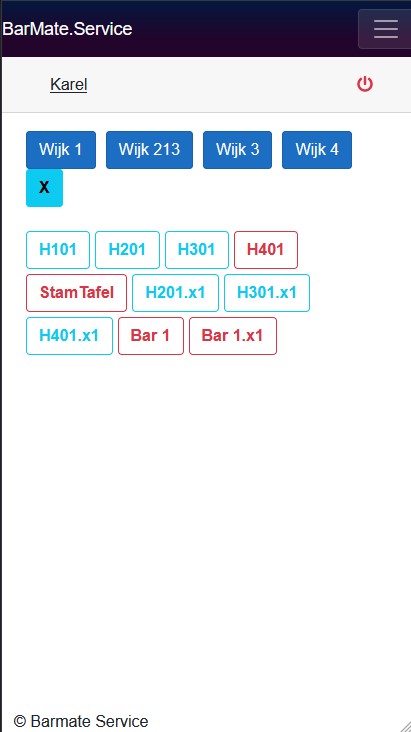 BarMate.Service
Karel
Wijk 1 Wijk 213 Wijk 3 Wijk 4
X
H101 H201 H301 H401
StamTafel H201.x1 H301.x1
H401.x1 Bar 1 Bar 1.x1
© Barmate Service